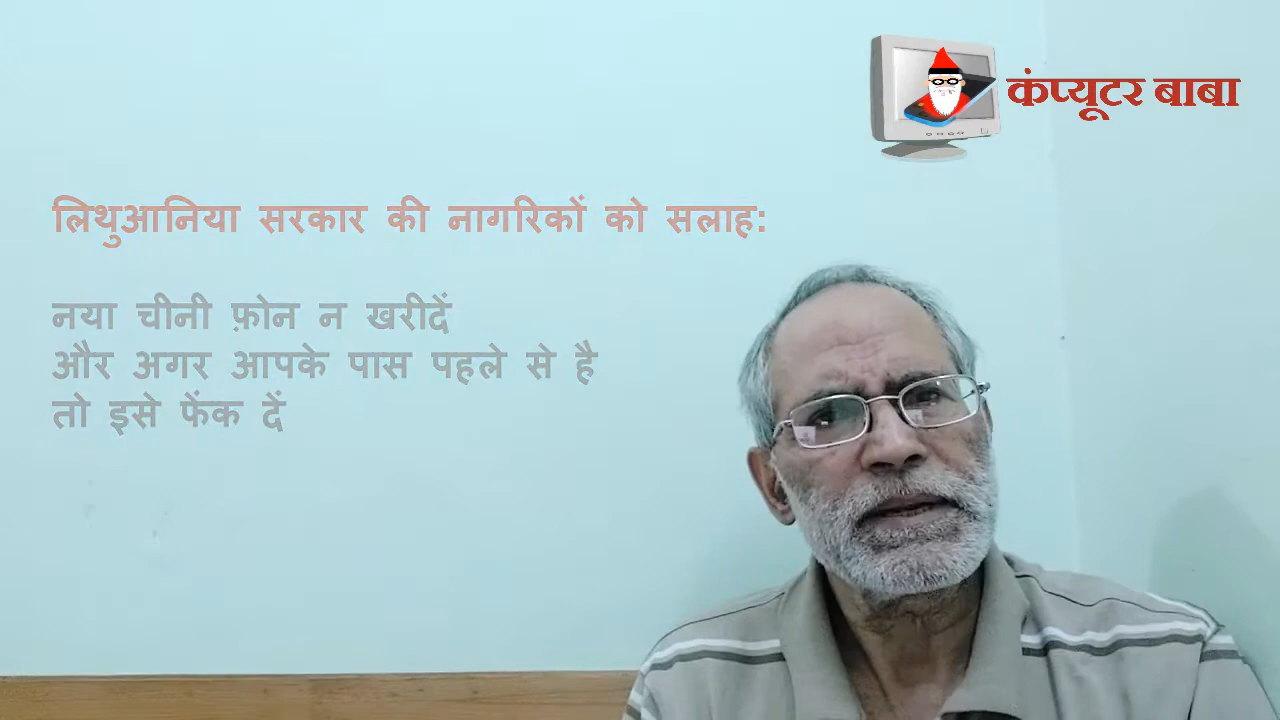 कंप्यूटर बाबा
लिथुआनिया सरकार की नागरिकों को सलाह:
नया चीनी फ़ोन न खरीदें
और अगर आपके पास पहले से है
तो इसे फेंक दें